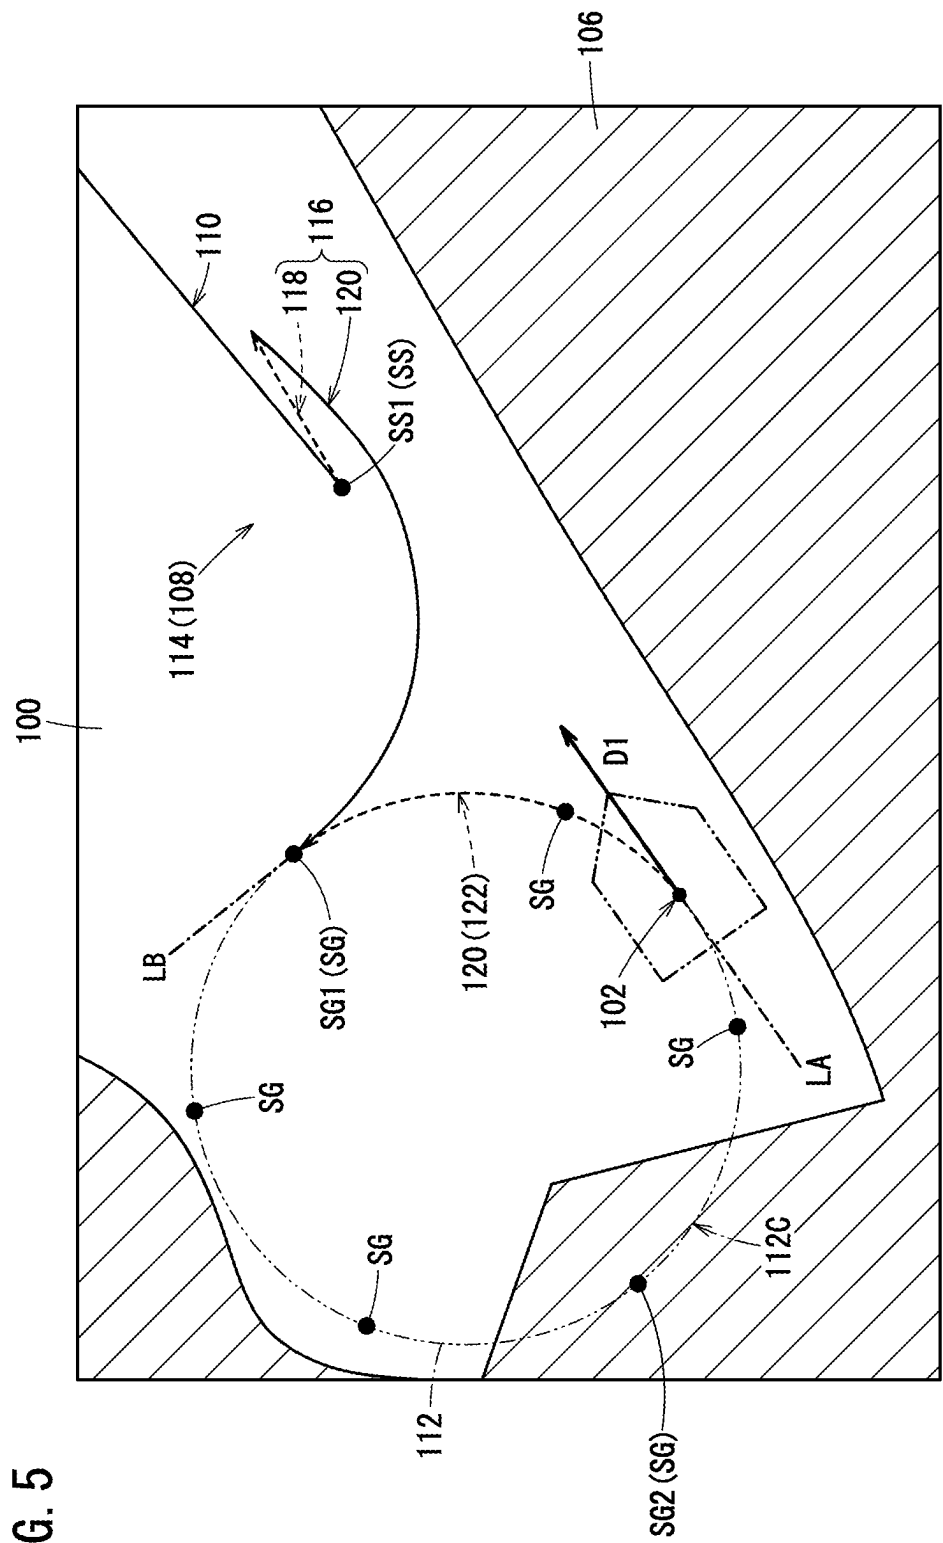 G. 5
100
106
110
118
120
116
SS1 (SS)
114 (108)
D1
LB
SG1 (SG)
120 (122)
SG
102
SG
LA
SG
SG
112C
112
SG2 (SG)